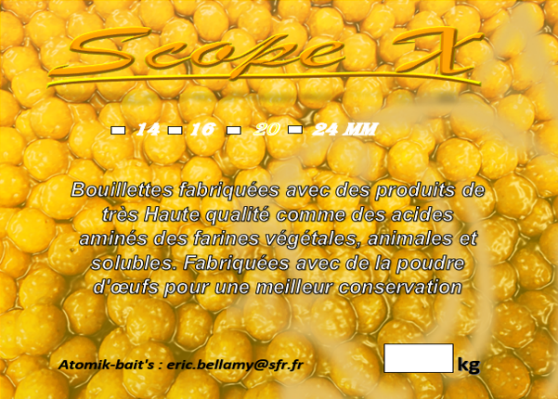 Scope X
14 16 20 24 MM
Bouillettes fabriquées avec des produits de
très Haute qualité comme des acides
aminés des farines végétales, animales et
solubles. Fabriquées avec de la poudre
d'œufs pour une meilleur conservation
Atomik-bait's : eric.bellamy@sfr.fr kg